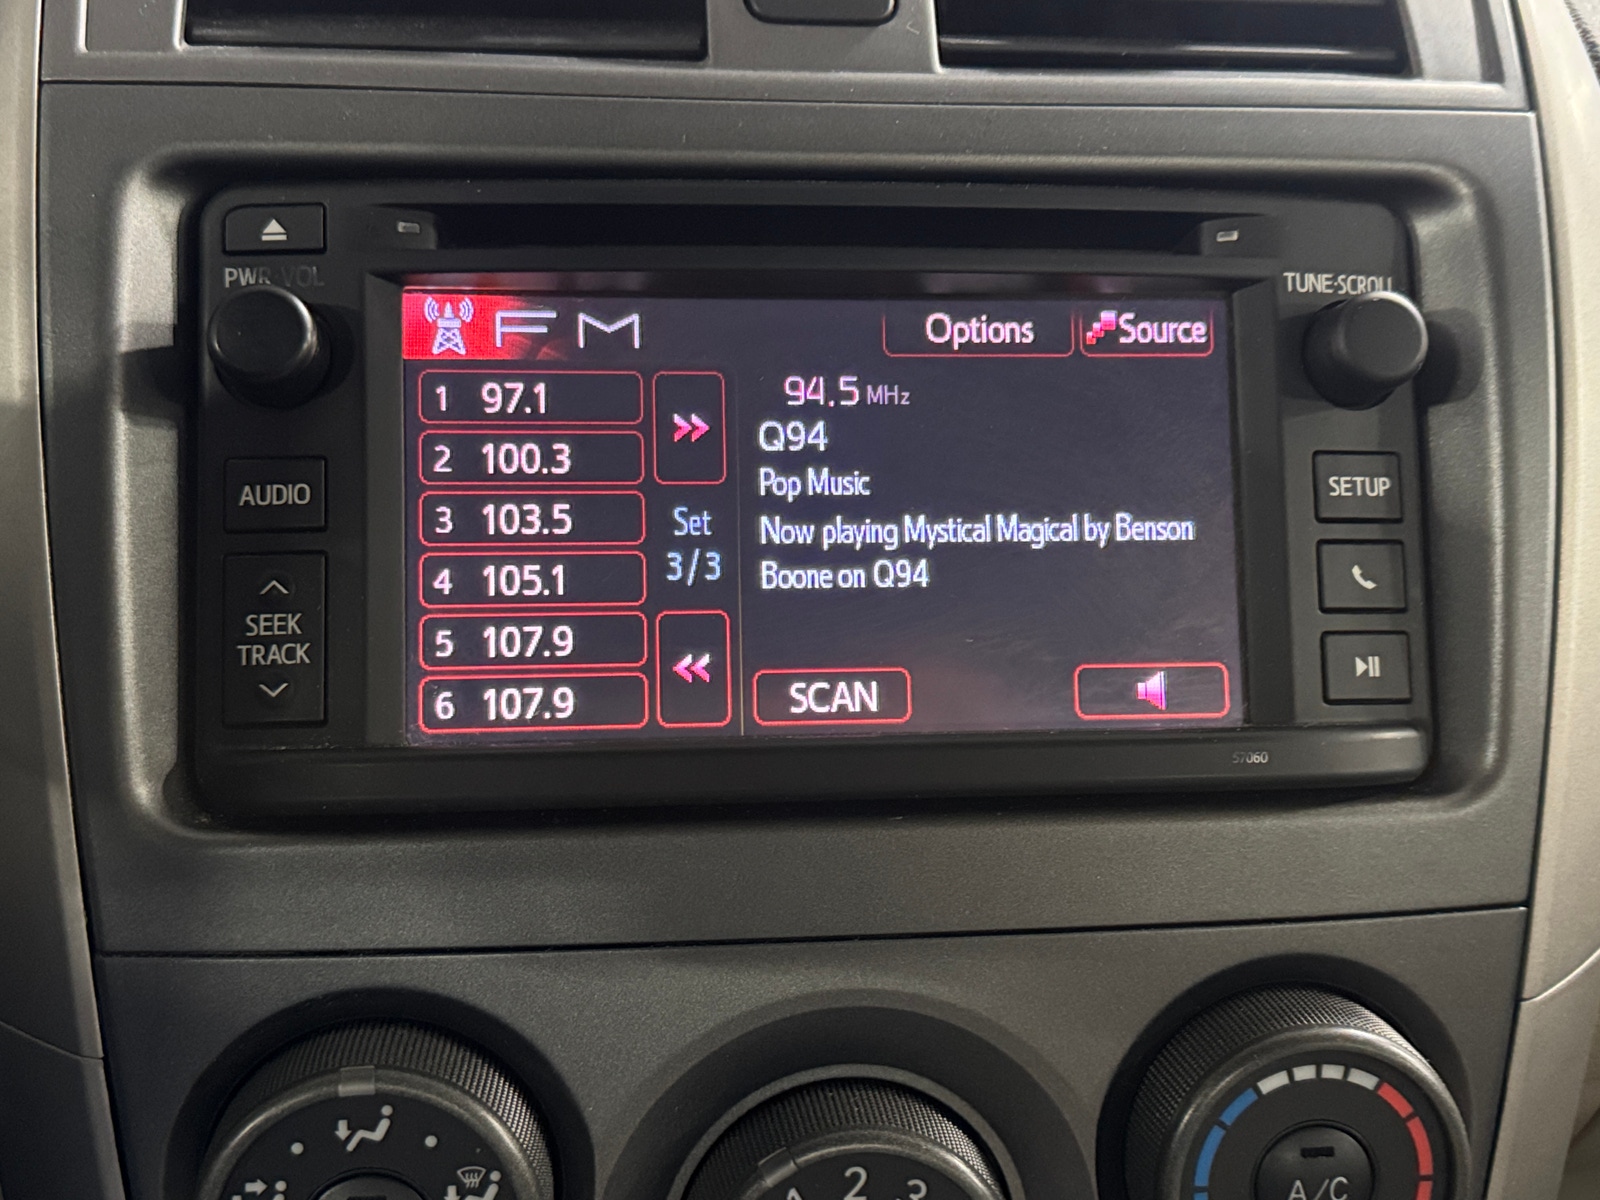 PWR·VOL
TUNE·SCROLL
FM
Options
Source
1 97.1
2 100.3
3 103.5
4 105.1
5 107.9
6 107.9
Set
3/3
94.5 MHz
Q94
Pop Music
Now playing Mystical Magical by Benson
Boone on Q94
SCAN
AUDIO
SEEK
TRACK
SETUP
57060
2
3
A/C